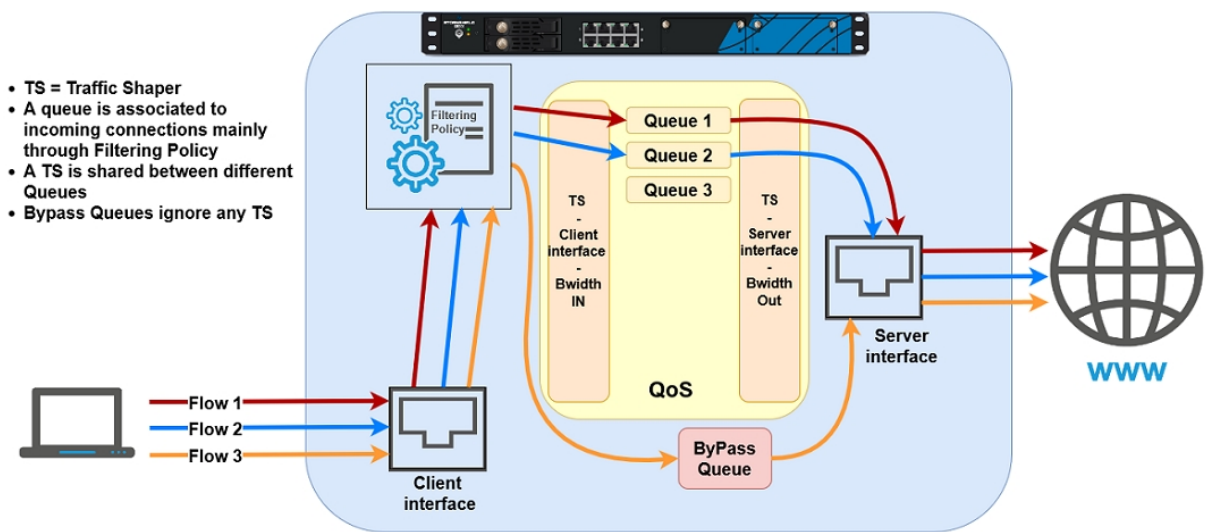 • TS = Traffic Shaper
• A queue is associated to
incoming connections mainly
through Filtering Policy
• A TS is shared between different
Queues
• Bypass Queues ignore any TS
Filtering
Policy
Queue 1
Queue 2
Queue 3
TS
-
Client
interface
-
Bwidth
IN
TS
-
Server
interface
-
Bwidth
Out
QoS
Server
interface
WWW
Flow 1
Flow 2
Flow 3
Client
interface
ByPass
Queue